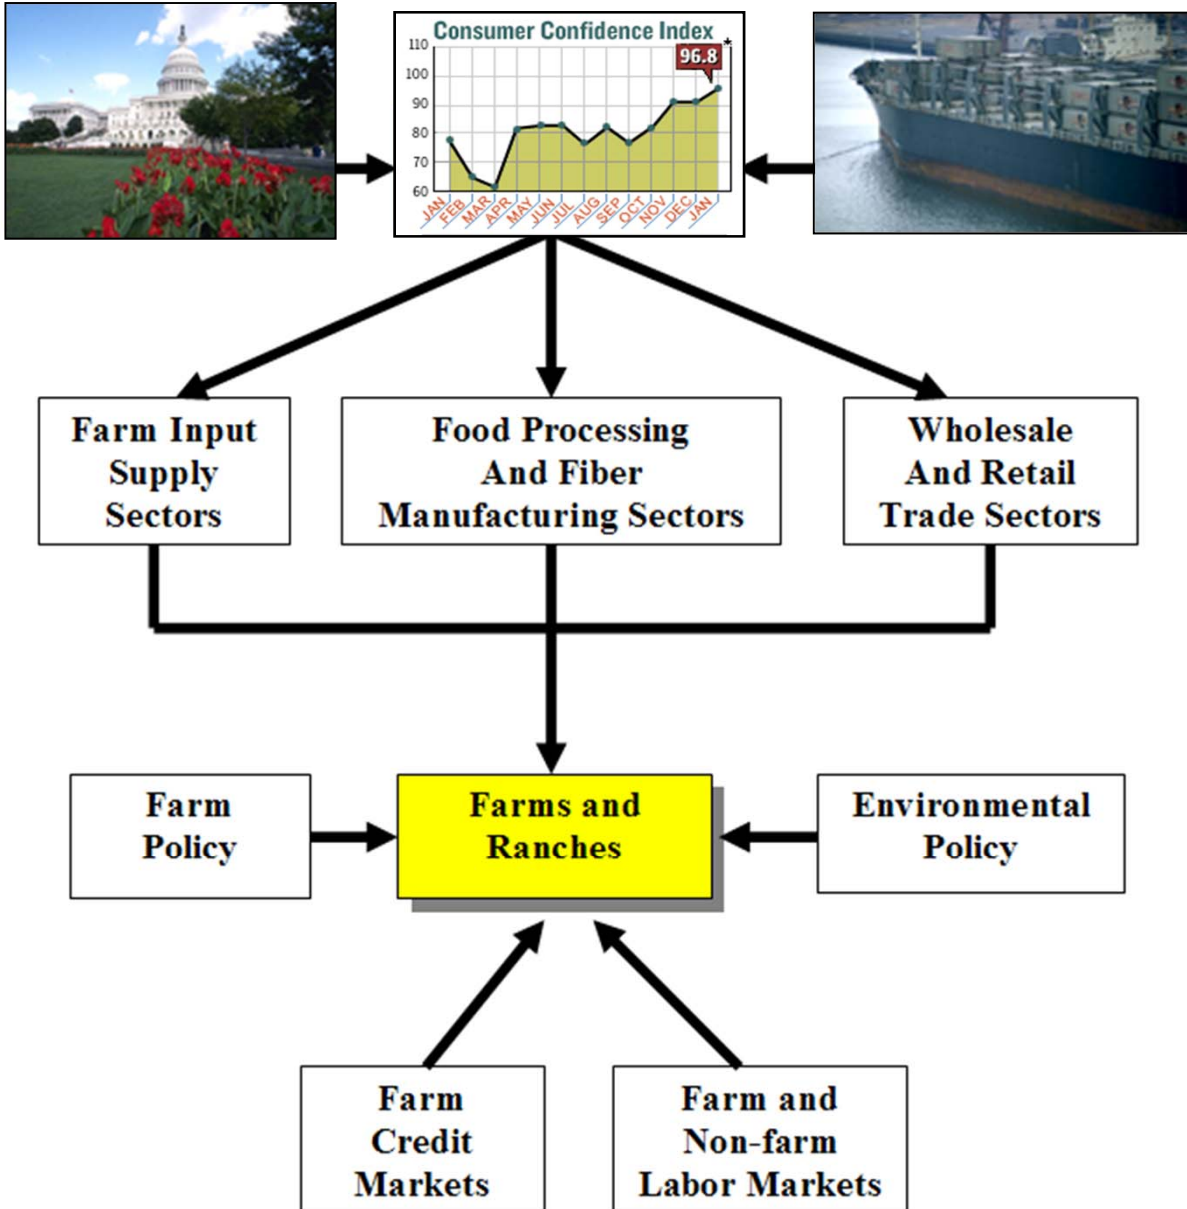 Consumer Confidence Index *
96.8
110
100
90
80
70
60
JAN FEB MAR APR MAY JUN JUL AUG SEP OCT NOV DEC JAN
Farm Input
Supply
Sectors
Food Processing
And Fiber
Manufacturing Sectors
Wholesale
And Retail
Trade Sectors
Farm
Policy
Farms and
Ranches
Environmental
Policy
Farm
Credit
Markets
Farm and
Non-farm
Labor Markets